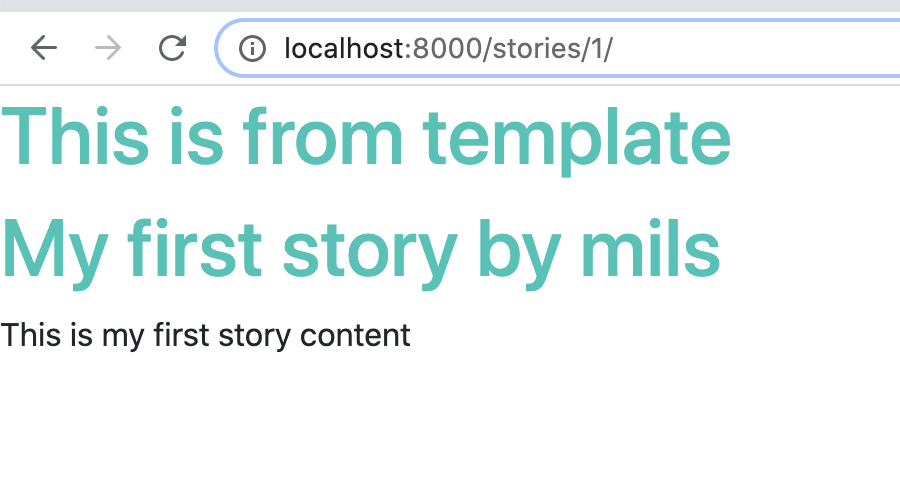 localhost:8000/stories/1/
This is from template
My first story by mils
This is my first story content